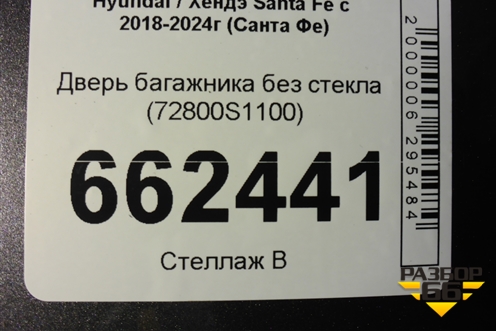 Hyundai / Хендэ Santa Fe с
2018-2024г (Санта Фе)
Дверь багажника без стекла
(72800S1100)
662441
Стеллаж В
2000006295484
РАЗБОР
66